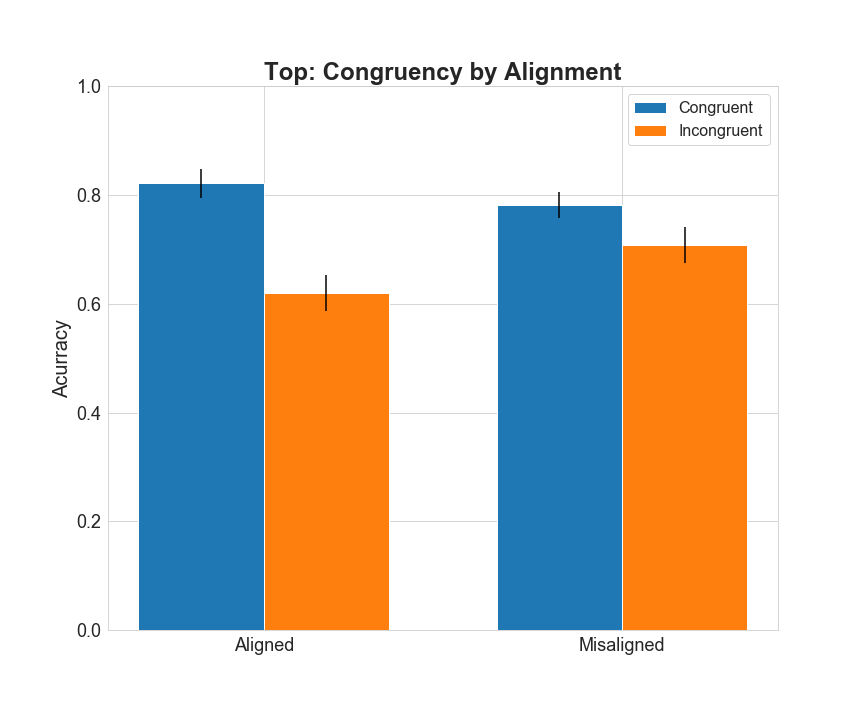 Top: Congruency by Alignment
1.0
0.8
0.6
0.4
0.2
0.0
Acurracy
Congruent
Incongruent
Aligned
Misaligned